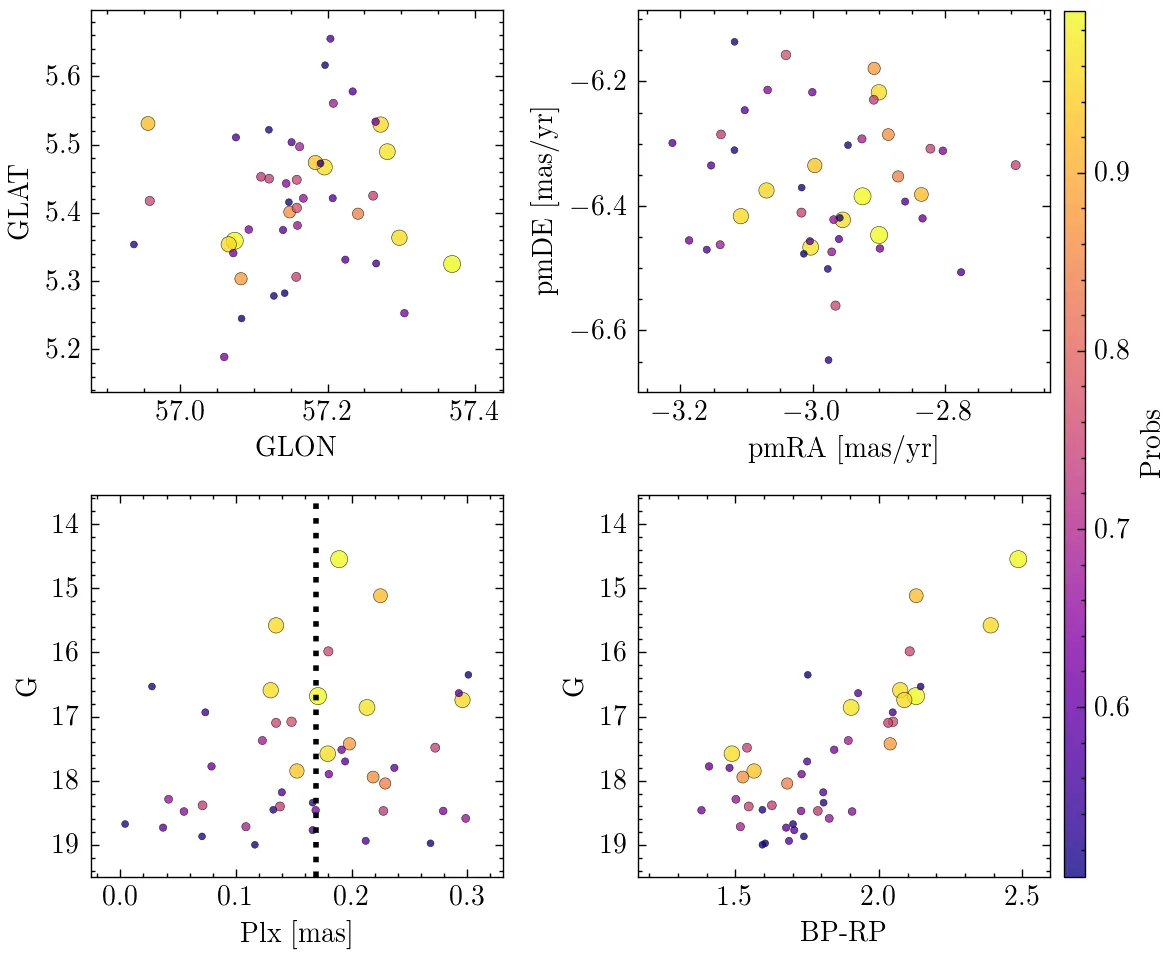 5.6
5.5
5.4
5.3
5.2
GLAT
57.0 57.2 57.4
GLON
−6.2
−6.4
−6.6
pmDE [mas/yr]
−3.2 −3.0 −2.8
pmRA [mas/yr]
0.9
0.8
0.7
0.6
Probs
14
15
16
17
18
19
G
0.0 0.1 0.2 0.3
Plx [mas]
14
15
16
17
18
19
G
1.5 2.0 2.5
BP-RP